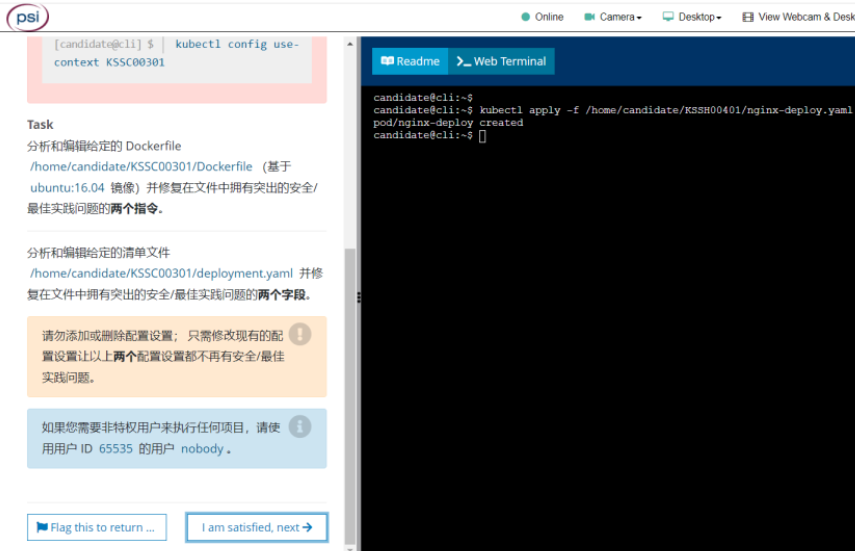 psi
Online Camera Desktop View Webcam & Desk
[candidate@cli] $ | kubectl config use-
context KSSC00301
Readme Web Terminal
Task
分析和编辑给定的 Dockerfile
/home/candidate/KSSC00301/Dockerfile (基于
ubuntu:16.04 镜像) 并修复在文件中拥有突出的安全/
最佳实践问题的两个指令。
分析和编辑给定的清单文件
/home/candidate/KSSC00301/deployment.yaml 并修
复在文件中拥有突出的安全/最佳实践问题的两个字段。
请勿添加或删除配置设置; 只需修改现有的配
置设置让以上两个配置设置都不再有安全/最佳
实践问题。
如果您需要非特权用户来执行任何项目, 请使
用用户 ID 65535 的用户 nobody 。
Flag this to return ...
I am satisfied, next →
candidate@cli:~$
candidate@cli:~$ kubectl apply -f /home/candidate/KSSH00401/nginx-deploy.yaml
pod/nginx-deploy created
candidate@cli:~$